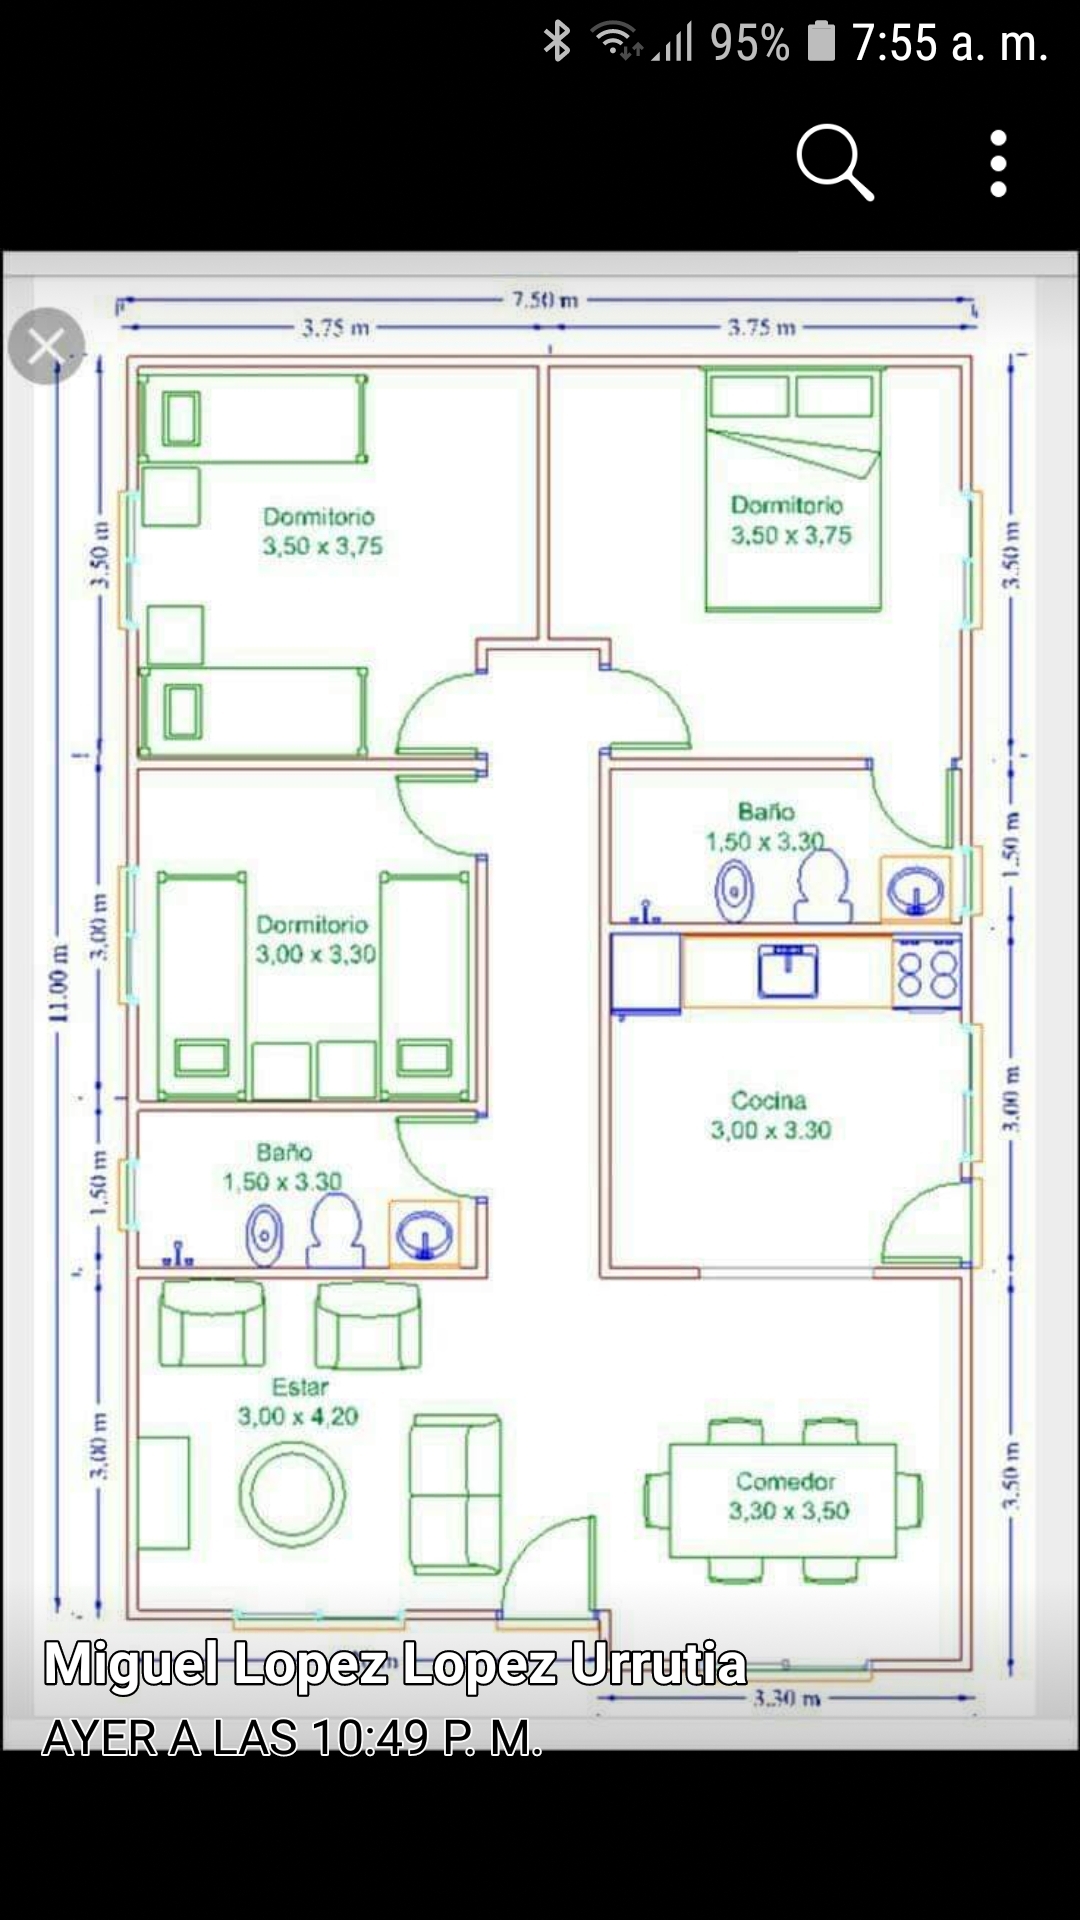 95% 7:55 a. m.
7.50 m
3.75 m 3.75 m
Dormitorio
3,50 x 3,75
Dormitorio
3,50 x 3,75
3.50 m
3.50 m
Baño
1,50 x 3.30
1.50 m
Dormitorio
3,00 x 3,30
3,00 m
11.00 m
Cocina
3,00 x 3.30
3.00 m
Baño
1,50 x 3.30
1,50 m
Estar
3,00 x 4,20
3,00 m
Comedor
3,30 x 3,50
3.50 m
Miguel Lopez Lopez Urrutia
3.30 m
AYER A LAS 10:49 P. M.